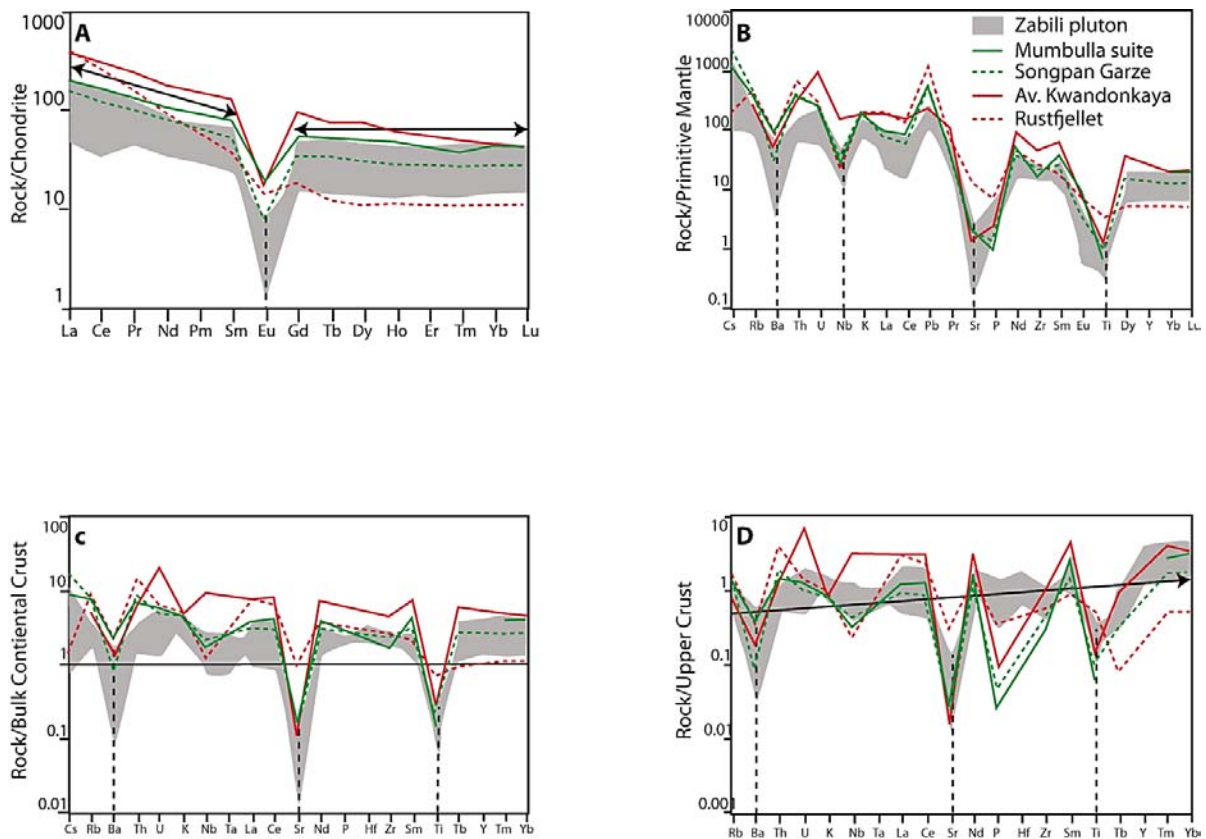 A
Rock/Chondrite
1000
100
10
1
La Ce Pr Nd Pm Sm Eu Gd Tb Dy Ho Er Tm Yb Lu
B
Rock/Primitive Mantle
10000
1000
100
10
1
0.1
Zabili pluton
Mumbulla suite
Songpan Garze
Av. Kwandonkaya
Rustfjellet
Cs Rb Ba Th U Nb K La Ce Pb Pr Sr P Nd Zr Sm Eu Ti Dy Y Yb Lu
c
Rock/Bulk Contiental Crust
100
10
1
0.1
0.01
Cs Rb Ba Th U K Nb Ta La Ce Sr Nd P Hf Zr Sm Ti Tb Y Tm Yb
D
Rock/Upper Crust
10
1
0.1
0.01
0.00
Rb Ba Th U K Nb Ta La Ce Sr Nd P Hf Zr Sm Eu Ti Tb Y Tm Yb